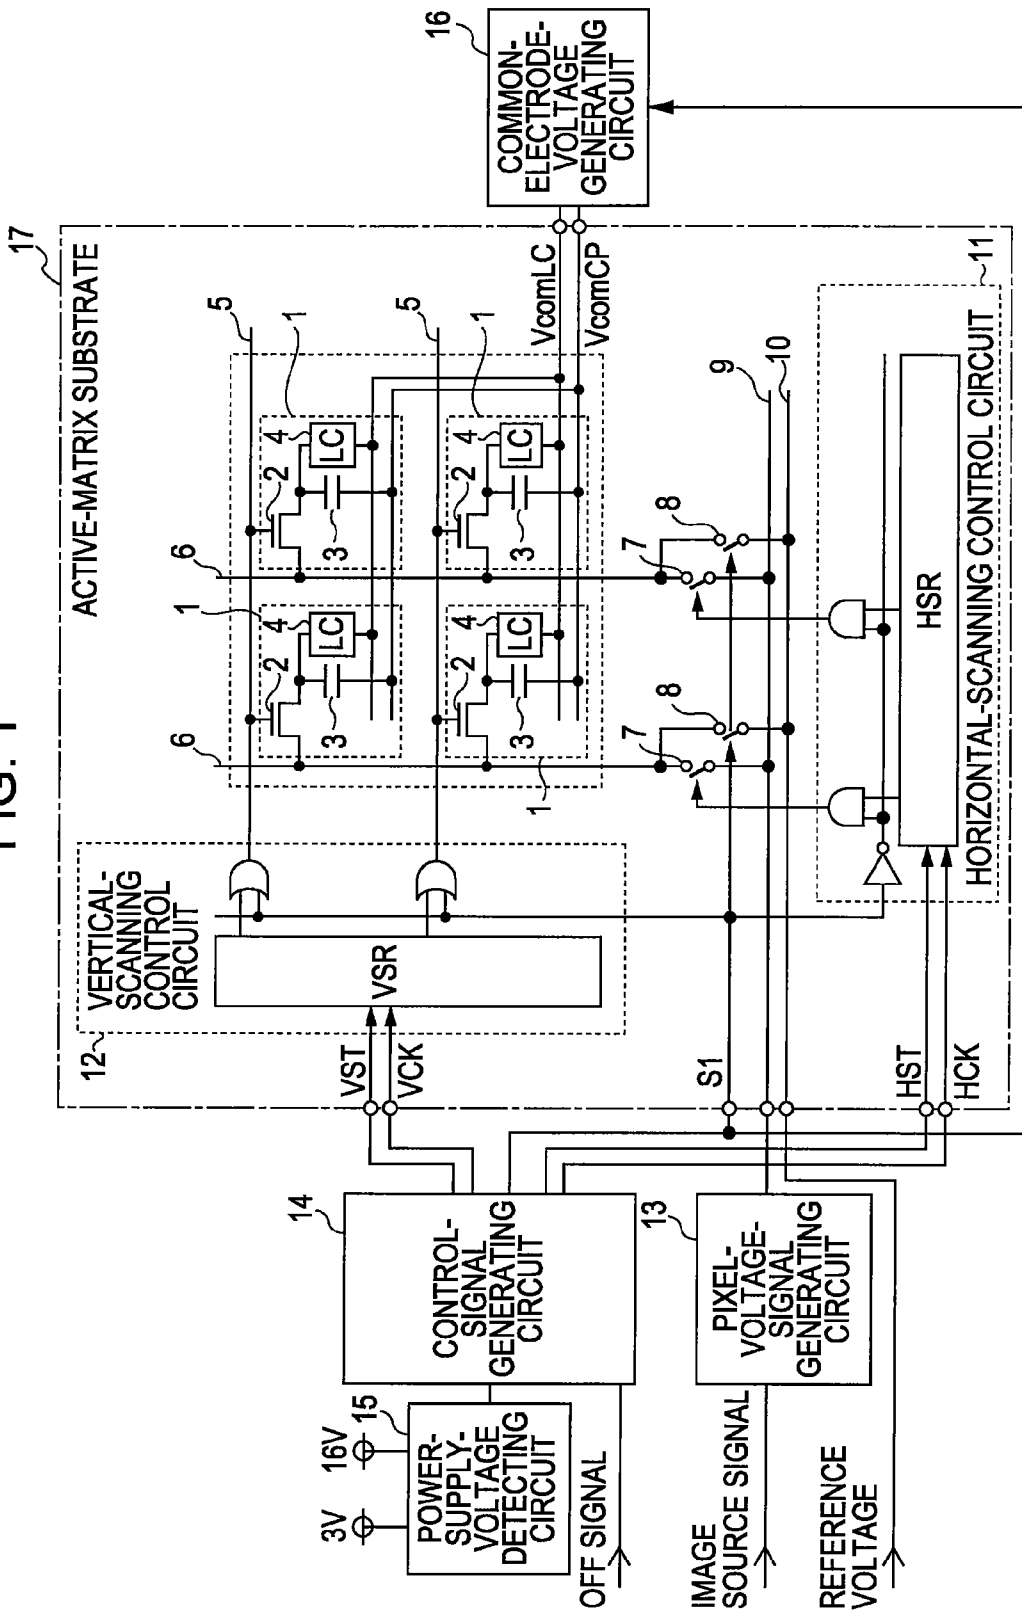 FIG. 1
17
ACTIVE-MATRIX SUBSTRATE
12
VERTICAL-
SCANNING
CONTROL
CIRCUIT
VSR
VST
VCK
3V
16V
15
POWER-
SUPPLY-
VOLTAGE
DETECTING
CIRCUIT
14
CONTROL-
SIGNAL
GENERATING
CIRCUIT
OFF SIGNAL
13
PIXEL-
VOLTAGE-
SIGNAL
GENERATING
CIRCUIT
IMAGE
SOURCE SIGNAL
REFERENCE
VOLTAGE
S1
HST
HCK
6
6
5
5
1
2
3
4
LC
1
2
3
4
LC
1
2
3
4
LC
1
2
3
4
LC
VcomLC
VcomCP
16
COMMON-
ELECTRODE-
VOLTAGE
GENERATING
CIRCUIT
7
8
7
8
9
10
11
HSR
HORIZONTAL-SCANNING CONTROL CIRCUIT